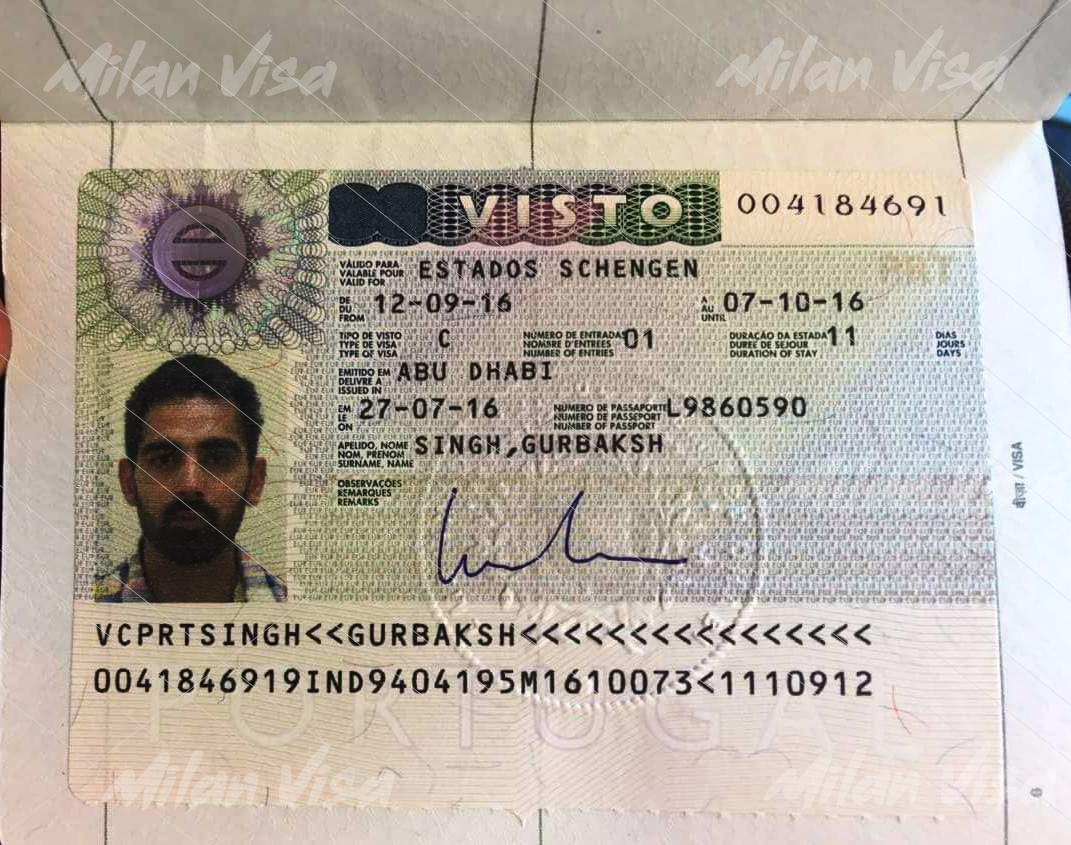 Milan Visa Milan Visa
VISTO 004184691
VÁLIDO PARA
VALABLE POUR
VALID FOR
ESTADOS SCHENGEN
PRT
DE
DU
FROM
12-09-16
A
AU
UNTIL
07-10-16
TIPO DE VISTO
TYPE DE VISA
TYPE OF VISA
C
NÚMERO DE ENTRADAS
NOMBRE D'ENTREES
NUMBER OF ENTRIES
01
DURAÇÃO DA ESTADA
DUREE DE SEJOUR
DURATION OF STAY
11
DIAS
JOURS
DAYS
EMITIDO EM
DELIVRE A
ISSUED IN
ABU DHABI
EM
LE
ON
27-07-16
NUMERO DE PASSAPORTE
NUMERO DE PASSEPORT
NUMBER OF PASSPORT
L9860590
APELIDO, NOME
NOM, PRENOM
SURNAME, NAME
SINGH,GURBAKSH
OBSERVAÇÕES
REMARQUES
REMARKS
वीज़ा / VISA
VCPRTSINGH<<GURBAKSH<<<<<<<<<<<<<<<<
0041846919IND9404195M1610073<1110912
PORTUGAL
Milan Visa Milan Visa
6